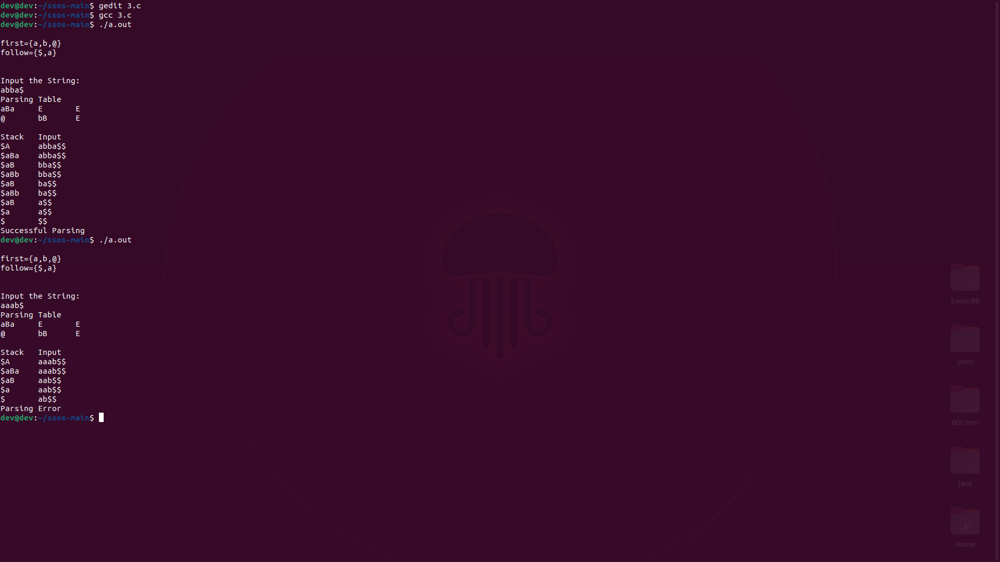 dev@dev:~/ssos-main$ gedit 3.c
dev@dev:~/ssos-main$ gcc 3.c
dev@dev:~/ssos-main$ ./a.out
first={a,b,@}
follow={$,a}
Input the String:
abba$
Parsing Table
aBa E E
@ bB E
Stack Input
$A abba$$
$aBa abba$$
$aB bba$$
$aBb bba$$
$aB ba$$
$aBb ba$$
$aB a$$
$a a$$
$ $$
Successful Parsing
dev@dev:~/ssos-main$ ./a.out
first={a,b,@}
follow={$,a}
Input the String:
aaab$
Parsing Table
aBa E E
@ bB E
Stack Input
$A aaab$$
$aBa aaab$$
$aB aab$$
$a aab$$
$ ab$$
Parsing Error
dev@dev:~/ssos-main$
basic-88
json
6th sem
java
Home